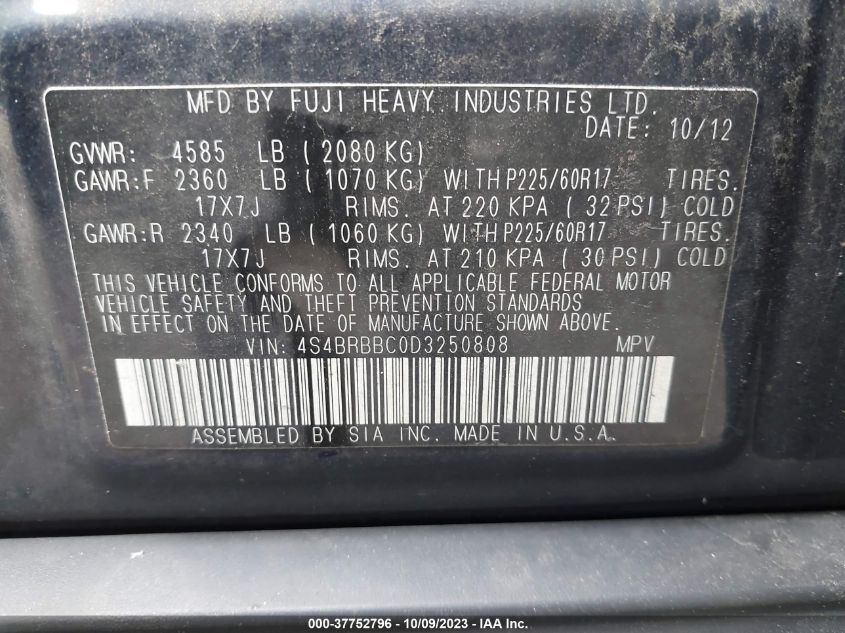 MFD BY FUJI HEAVY INDUSTRIES LTD.
DATE: 10/12
GVWR: 4585 LB ( 2080 KG)
GAWR:F 2360 LB ( 1070 KG) WITH P225/60R17 TIRES.
17X7J RIMS. AT 220 KPA ( 32 PSI) COLD
GAWR:R 2340 LB ( 1060 KG) WITH P225/60R17 TIRES.
17X7J RIMS. AT 210 KPA ( 30 PSI) COLD
THIS VEHICLE CONFORMS TO ALL APPLICABLE FEDERAL MOTOR
VEHICLE SAFETY AND THEFT PREVENTION STANDARDS
IN EFFECT ON THE DATE OF MANUFACTURE SHOWN ABOVE.
VIN: 4S4BRBBC0D3250808 MPV
ASSEMBLED BY SIA INC. MADE IN U.S.A.
000-37752796 - 10/09/2023 - IAA Inc.